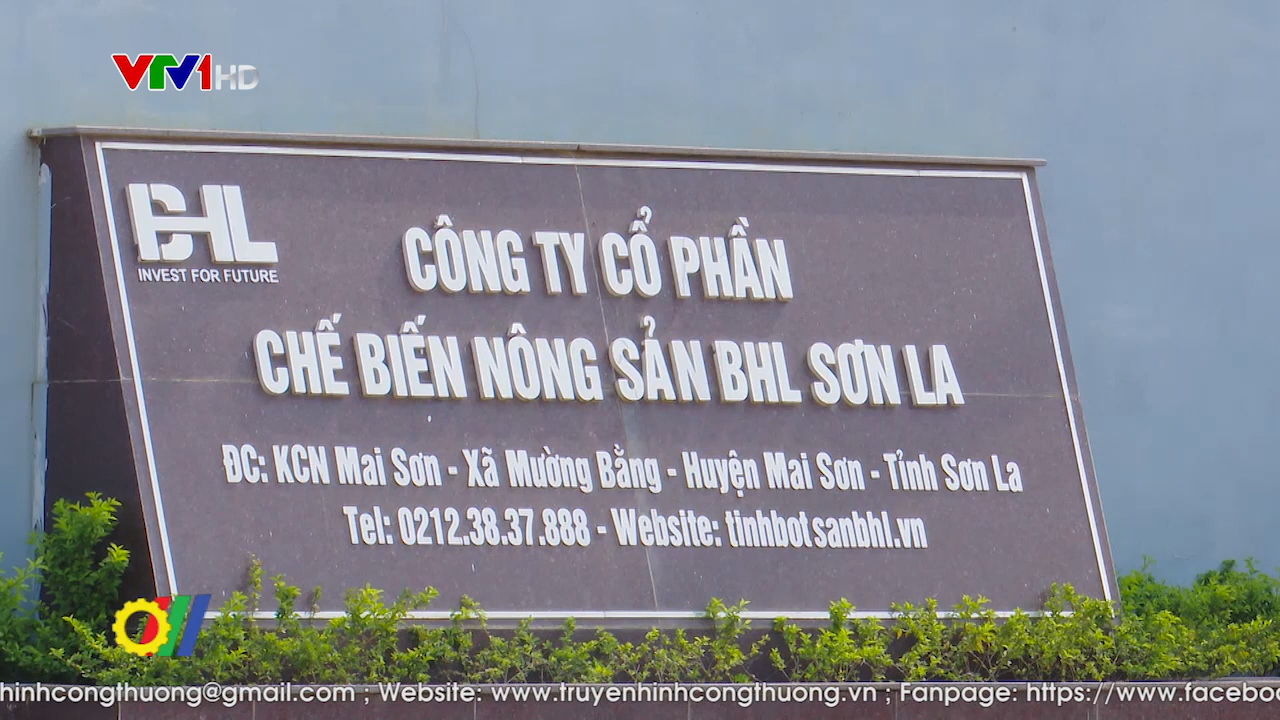 VTV1 HD
BHL
INVEST FOR FUTURE
CÔNG TY CỔ PHẦN
CHẾ BIẾN NÔNG SẢN BHL SƠN LA
ĐC: KCN Mai Sơn - Xã Mường Bằng - Huyện Mai Sơn - Tỉnh Sơn La
Tel: 0212.38.37.888 - Website: tinhbotsanbhl.vn
hinhcongthuong@gmail.com ; Website: www.truyenhinhcongthuong.vn ; Fanpage: https://www.facebo